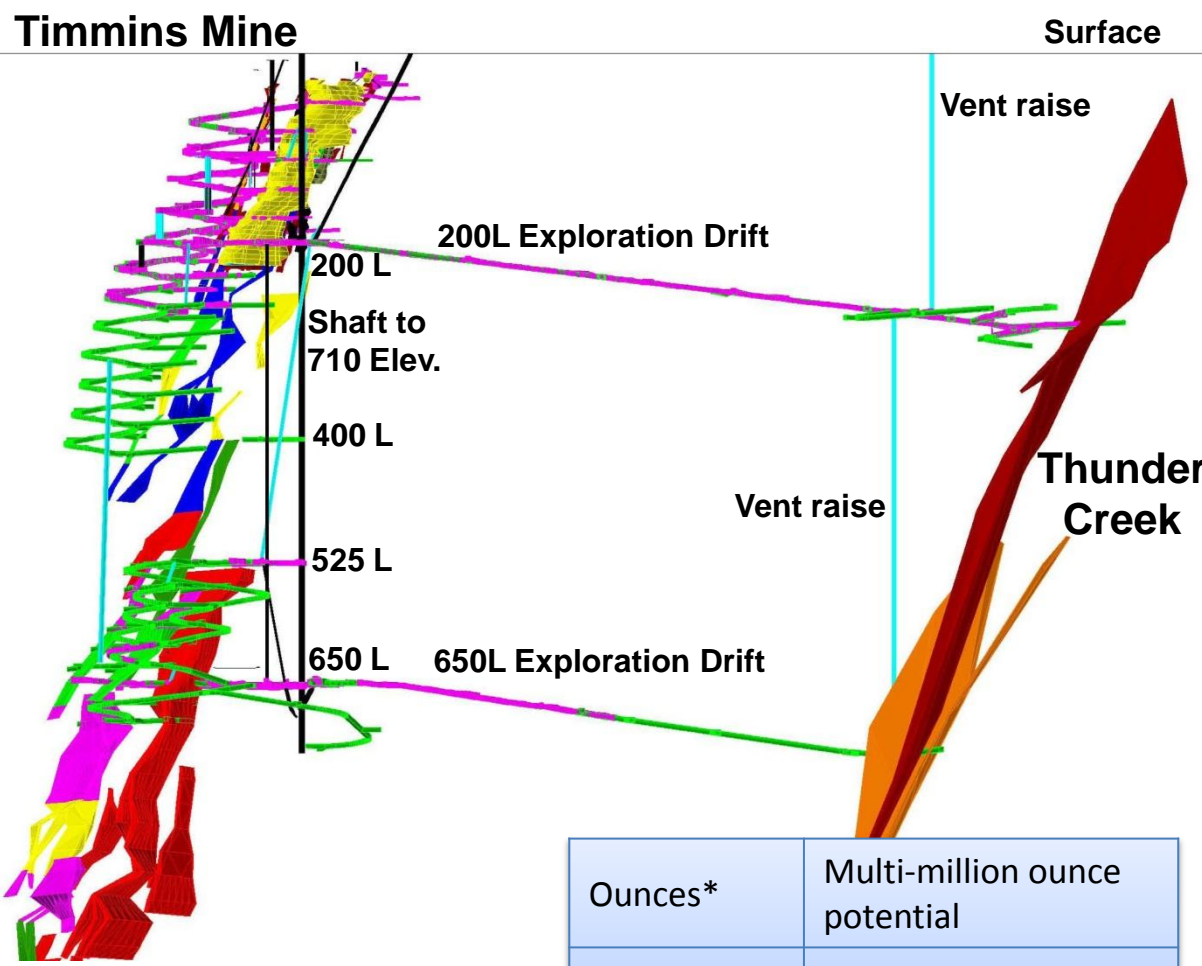 Timmins Mine
Surface
Vent raise
200L Exploration Drift
200 L
Shaft to
710 Elev.
400 L
Thunder
Creek
Vent raise
525 L
650 L
650L Exploration Drift
Ounces*
Multi-million ounce
potential